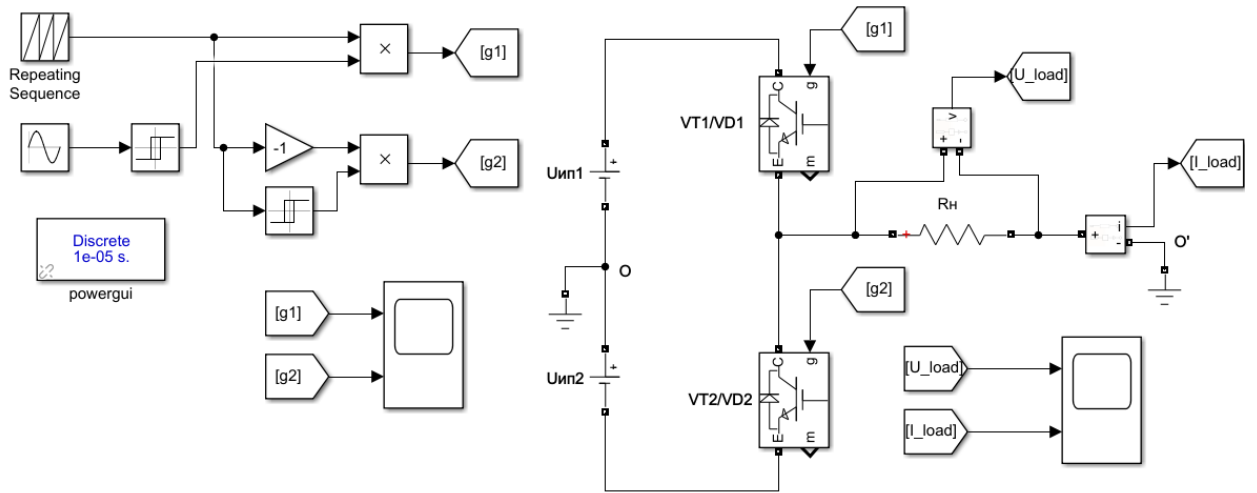 Repeating
Sequence
×
[g1]
-1
×
[g2]
Discrete
1e-05 s.
powergui
[g1]
[g2]
Uип1
+
O
Uип2
+
[g1]
C
g
VT1/VD1
E
m
[U_load]
v
+ -
[I_load]
Rн
+
+
i
-
O'
[g2]
C
g
VT2/VD2
E
m
[U_load]
[I_load]